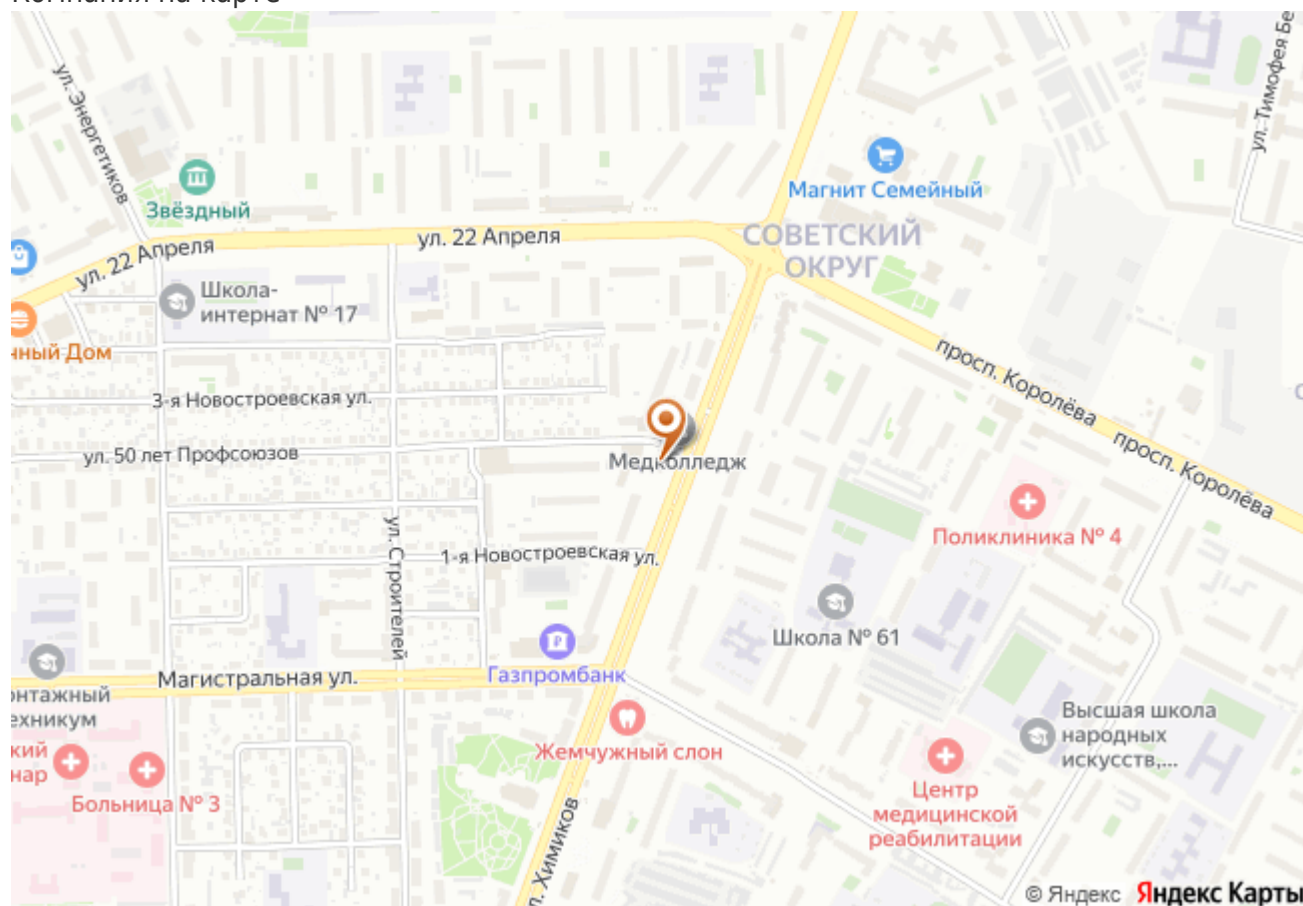 ул. Энергетиков
Звёздный
ул. 22 Апреля
ул. 22 Апреля
Магнит Семейный
СОВЕТСКИЙ
ОКРУГ
Школа-
интернат № 17
просп. Королёва
просп. Королёва
3-я Новостроевская ул.
ул. 50 лет Профсоюзов
Медколледж
Поликлиника № 4
ул. Строителей
1-я Новостроевская ул.
Школа № 61
Газпромбанк
Магистральная ул.
Жемчужный слон
Высшая школа
народных
искусств,...
Больница № 3
Центр
медицинской
реабилитации
л. Химиков
ул. Тимофея Бе
нный Дом
онтажный
ехникум
кий
нар
© Яндекс Яндекс Карты